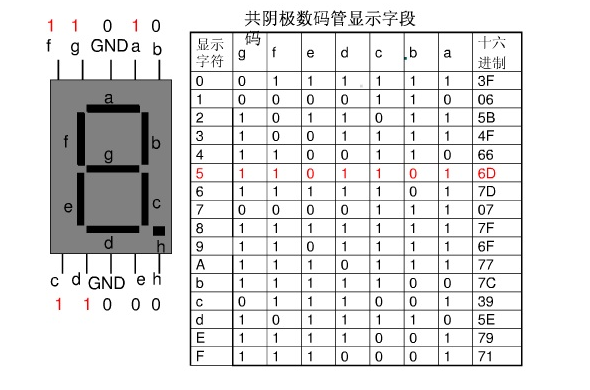 共阴极数码管显示字段码
1 1 0 1 0
f g GND a b
a
f b
g
e c
d
h
c d GND e h
1 1 0 0 0
显示字符 g f e d c b a 十六进制
0 0 1 1 1 1 1 1 3F
1 0 0 0 0 1 1 0 06
2 1 0 1 1 0 1 1 5B
3 1 0 0 1 1 1 1 4F
4 1 1 0 0 1 1 0 66
5 1 1 0 1 1 0 1 6D
6 1 1 1 1 1 0 1 7D
7 0 0 0 0 1 1 1 07
8 1 1 1 1 1 1 1 7F
9 1 1 0 1 1 1 1 6F
A 1 1 1 0 1 1 1 77
b 1 1 1 1 1 0 0 7C
c 0 1 1 1 0 0 1 39
d 1 0 1 1 1 1 0 5E
E 1 1 1 1 0 0 1 79
F 1 1 1 0 0 0 1 71